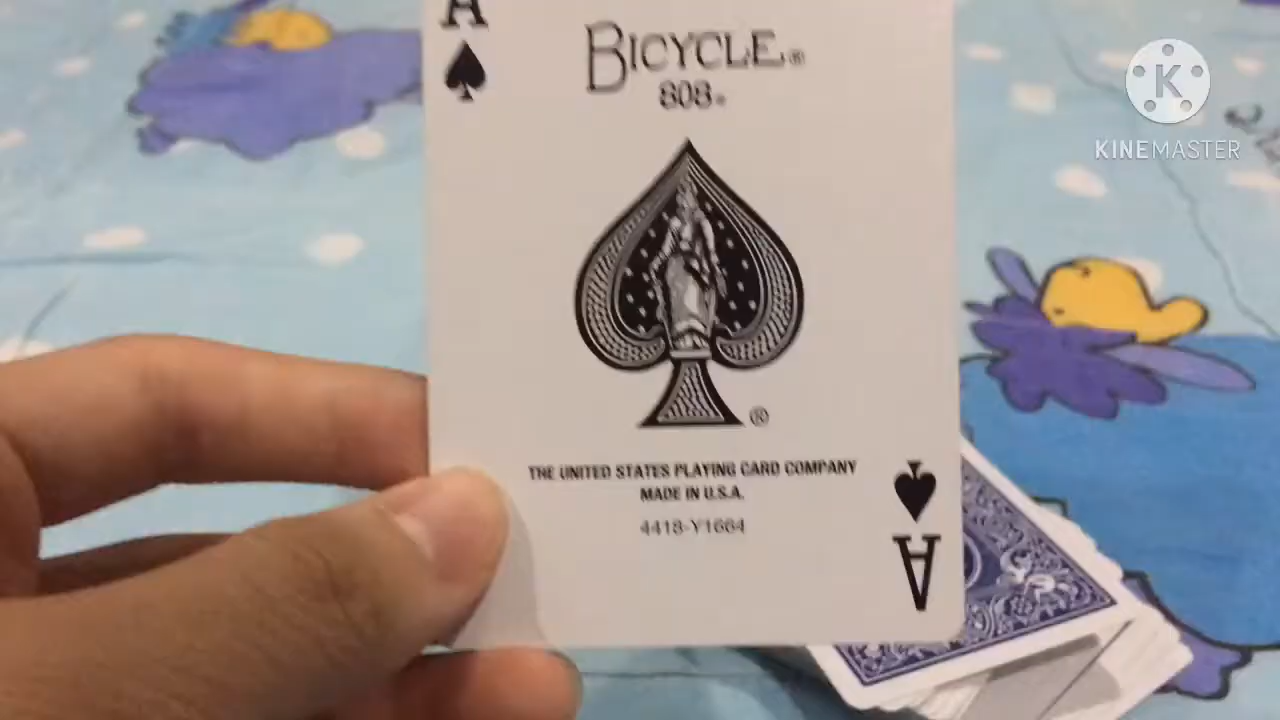 A
BICYCLE®
808®
K
KINEMASTER
®
THE UNITED STATES PLAYING CARD COMPANY
MADE IN U.S.A.
4418-Y1664
A